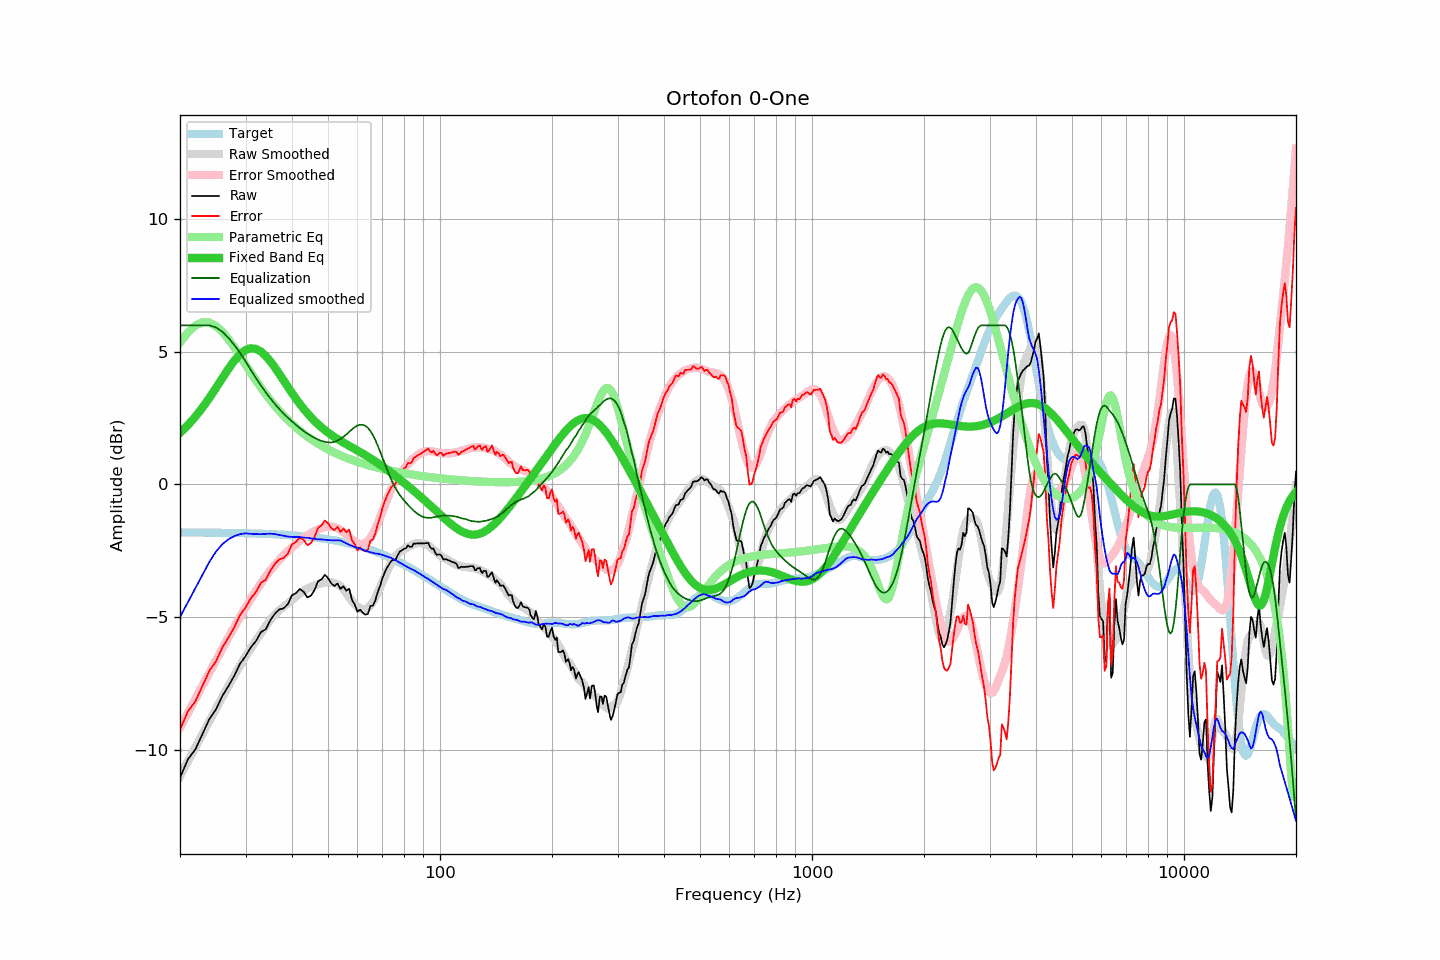 Ortofon 0-One
Target
Raw Smoothed
Error Smoothed
Raw
Error
Parametric Eq
Fixed Band Eq
Equalization
Equalized smoothed
10
5
0
−5
−10
Amplitude (dBr)
100
1000
10000
Frequency (Hz)